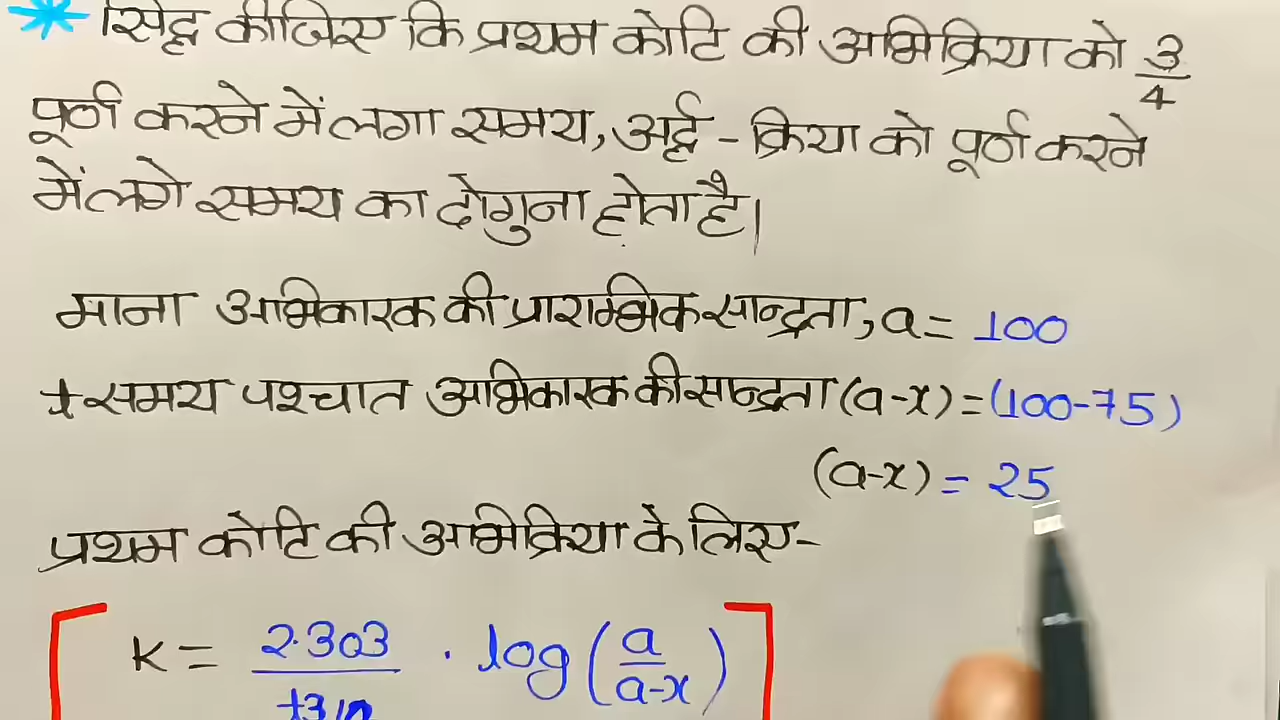 सिद्ध कीजिए कि प्रथम कोटि की अभिक्रिया को 3/4
पूर्ण करने में लगा समय, अर्द्ध - क्रिया को पूर्ण करने
में लगे समय का दोगुना होता है।
माना अभिकारक की प्रारम्भिक सान्द्रता, a = 100
t समय पश्चात अभिकारक की सान्द्रता (a-x) = (100-75)
(a-x) = 25
प्रथम कोटि की अभिक्रिया के लिए-
[ K = 2.303/t3/4 . log(a/a-x) ]